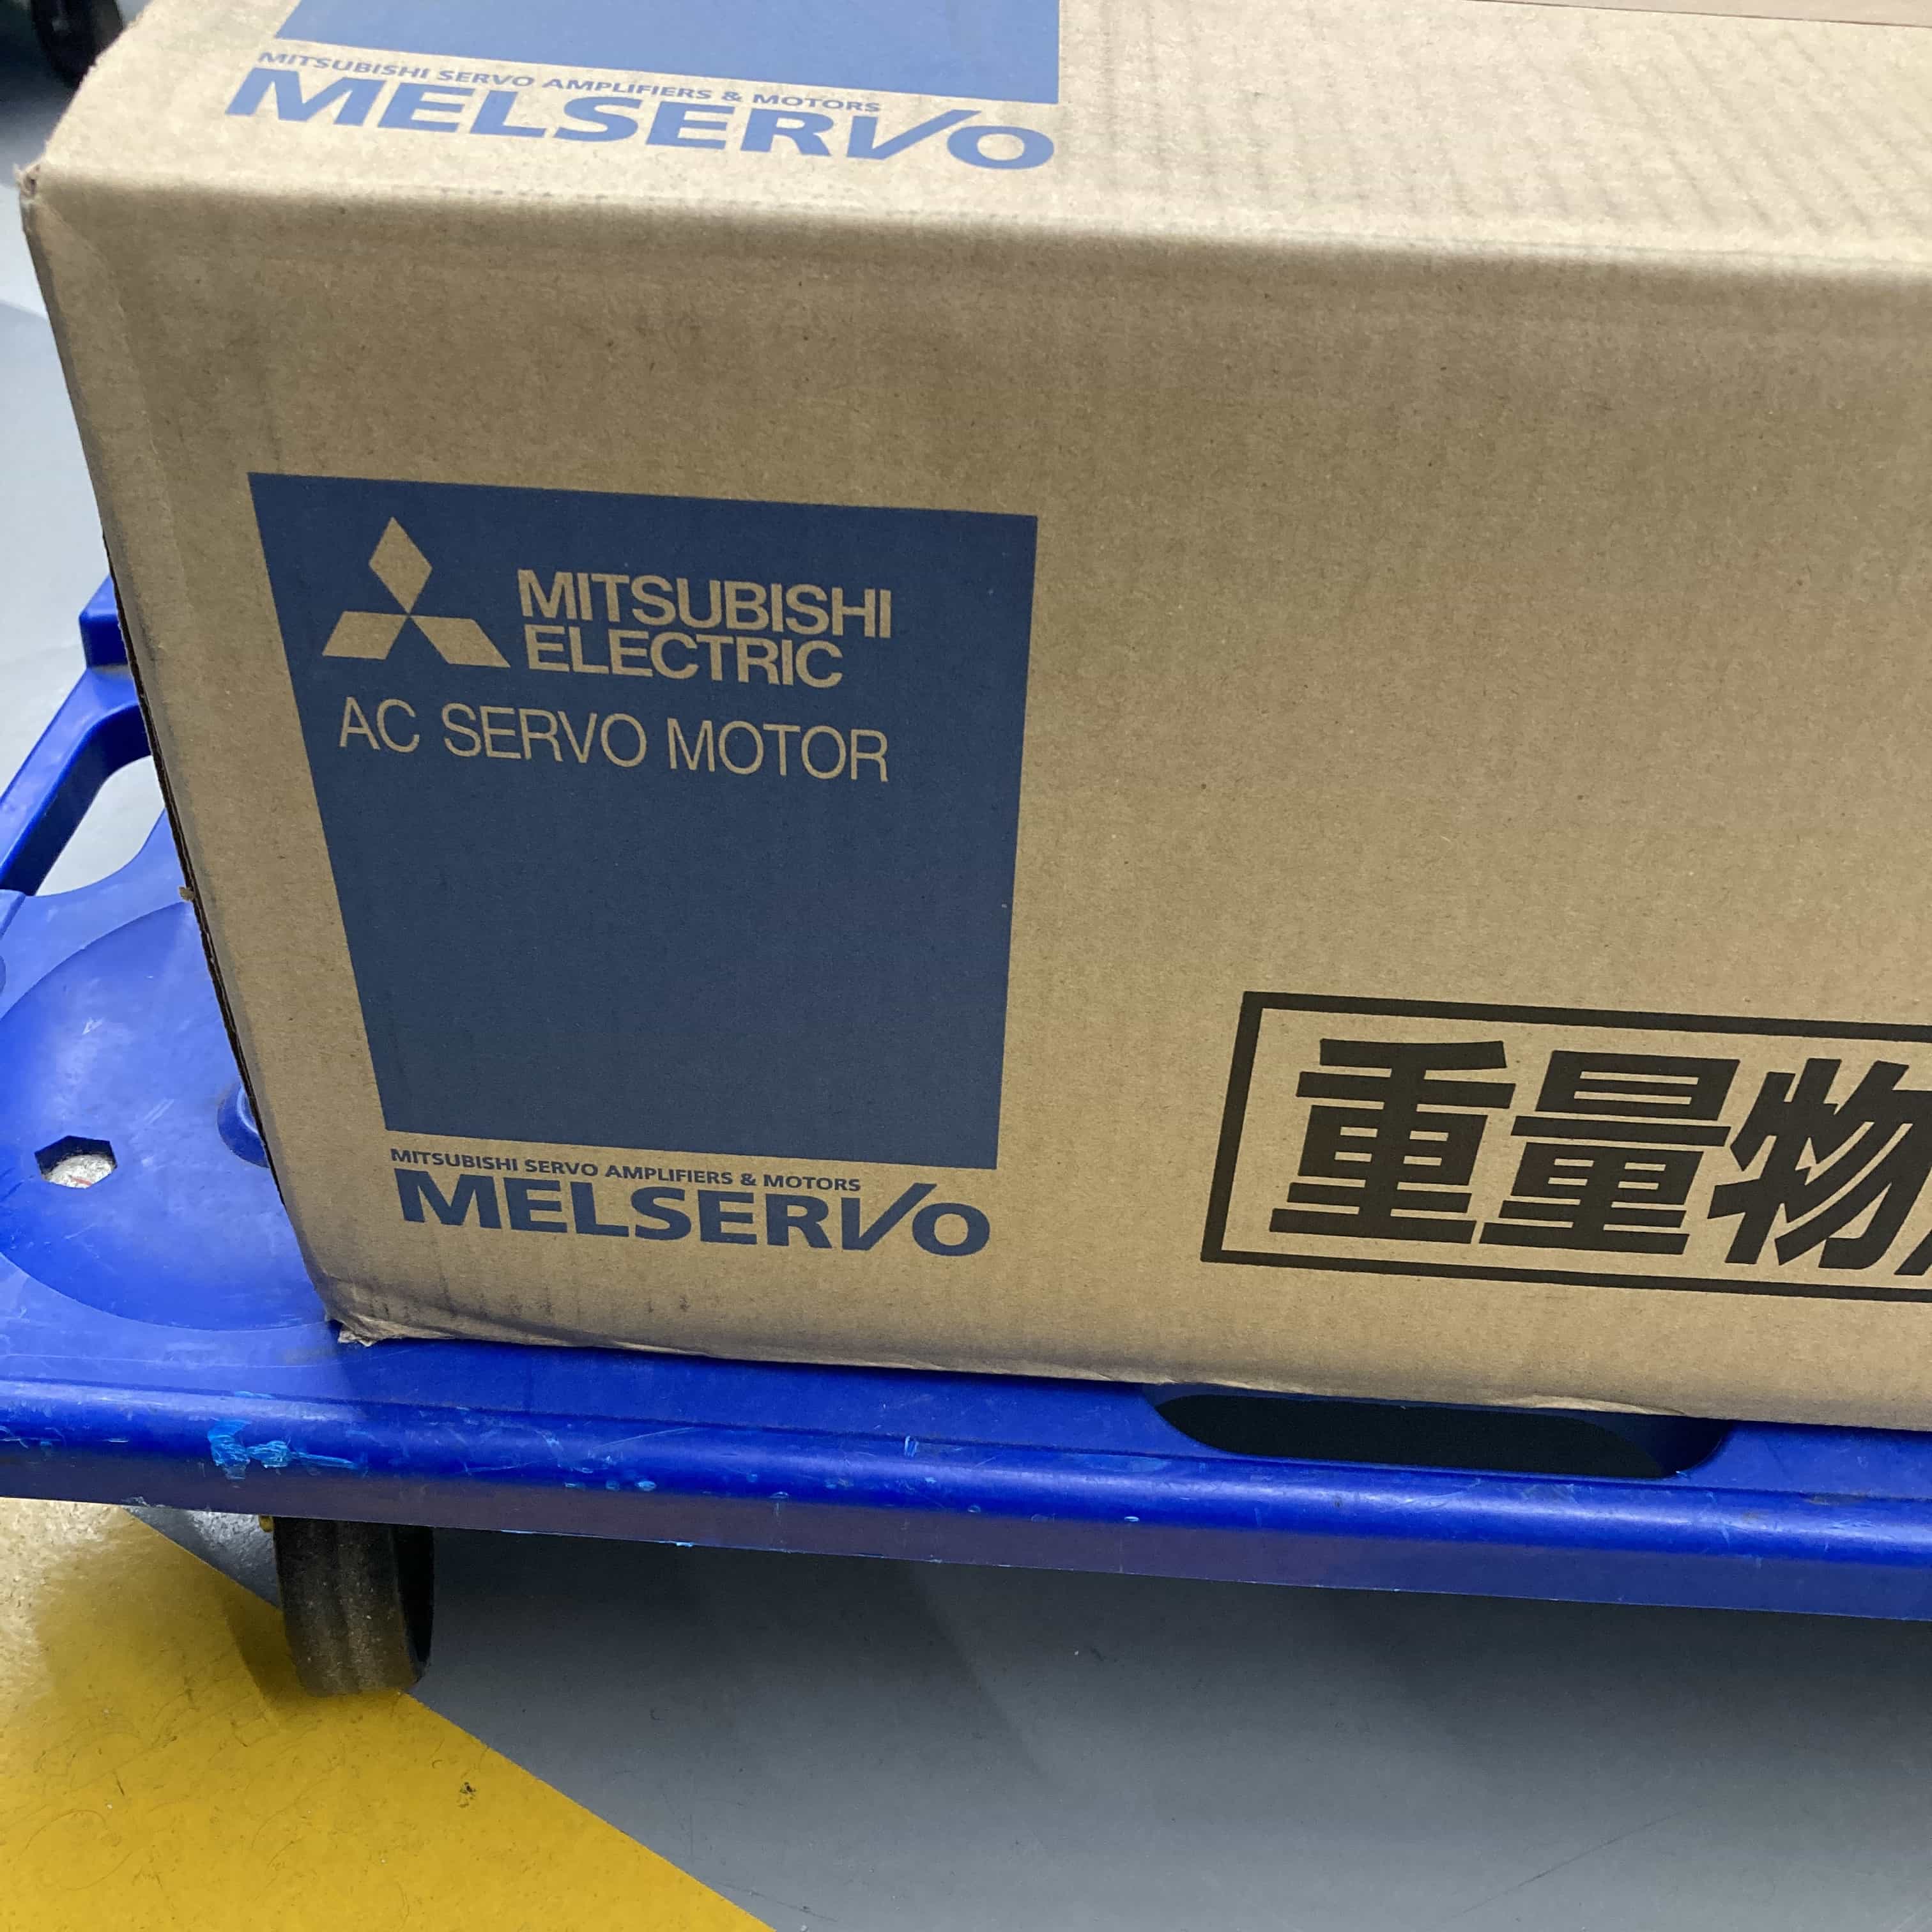 MITSUBISHI SERVO AMPLIFIERS & MOTORS
MELSERVO
MITSUBISHI
ELECTRIC
AC SERVO MOTOR
MITSUBISHI SERVO AMPLIFIERS & MOTORS
MELSERVO
重量物